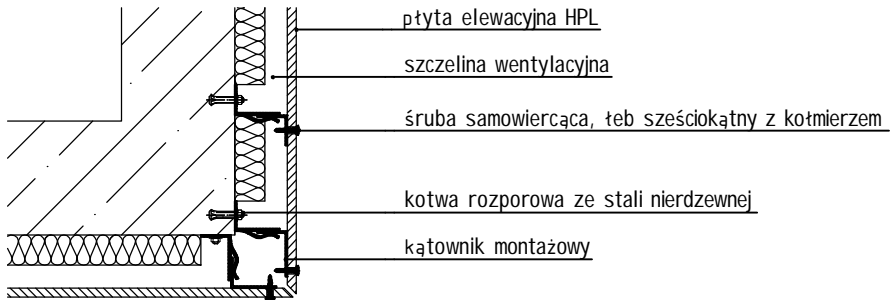 płyta elewacyjna HPL
szczelina wentylacyjna
śruba samowiercąca, łeb sześciokątny z kołmierzem
kotwa rozporowa ze stali nierdzewnej
kątownik montażowy